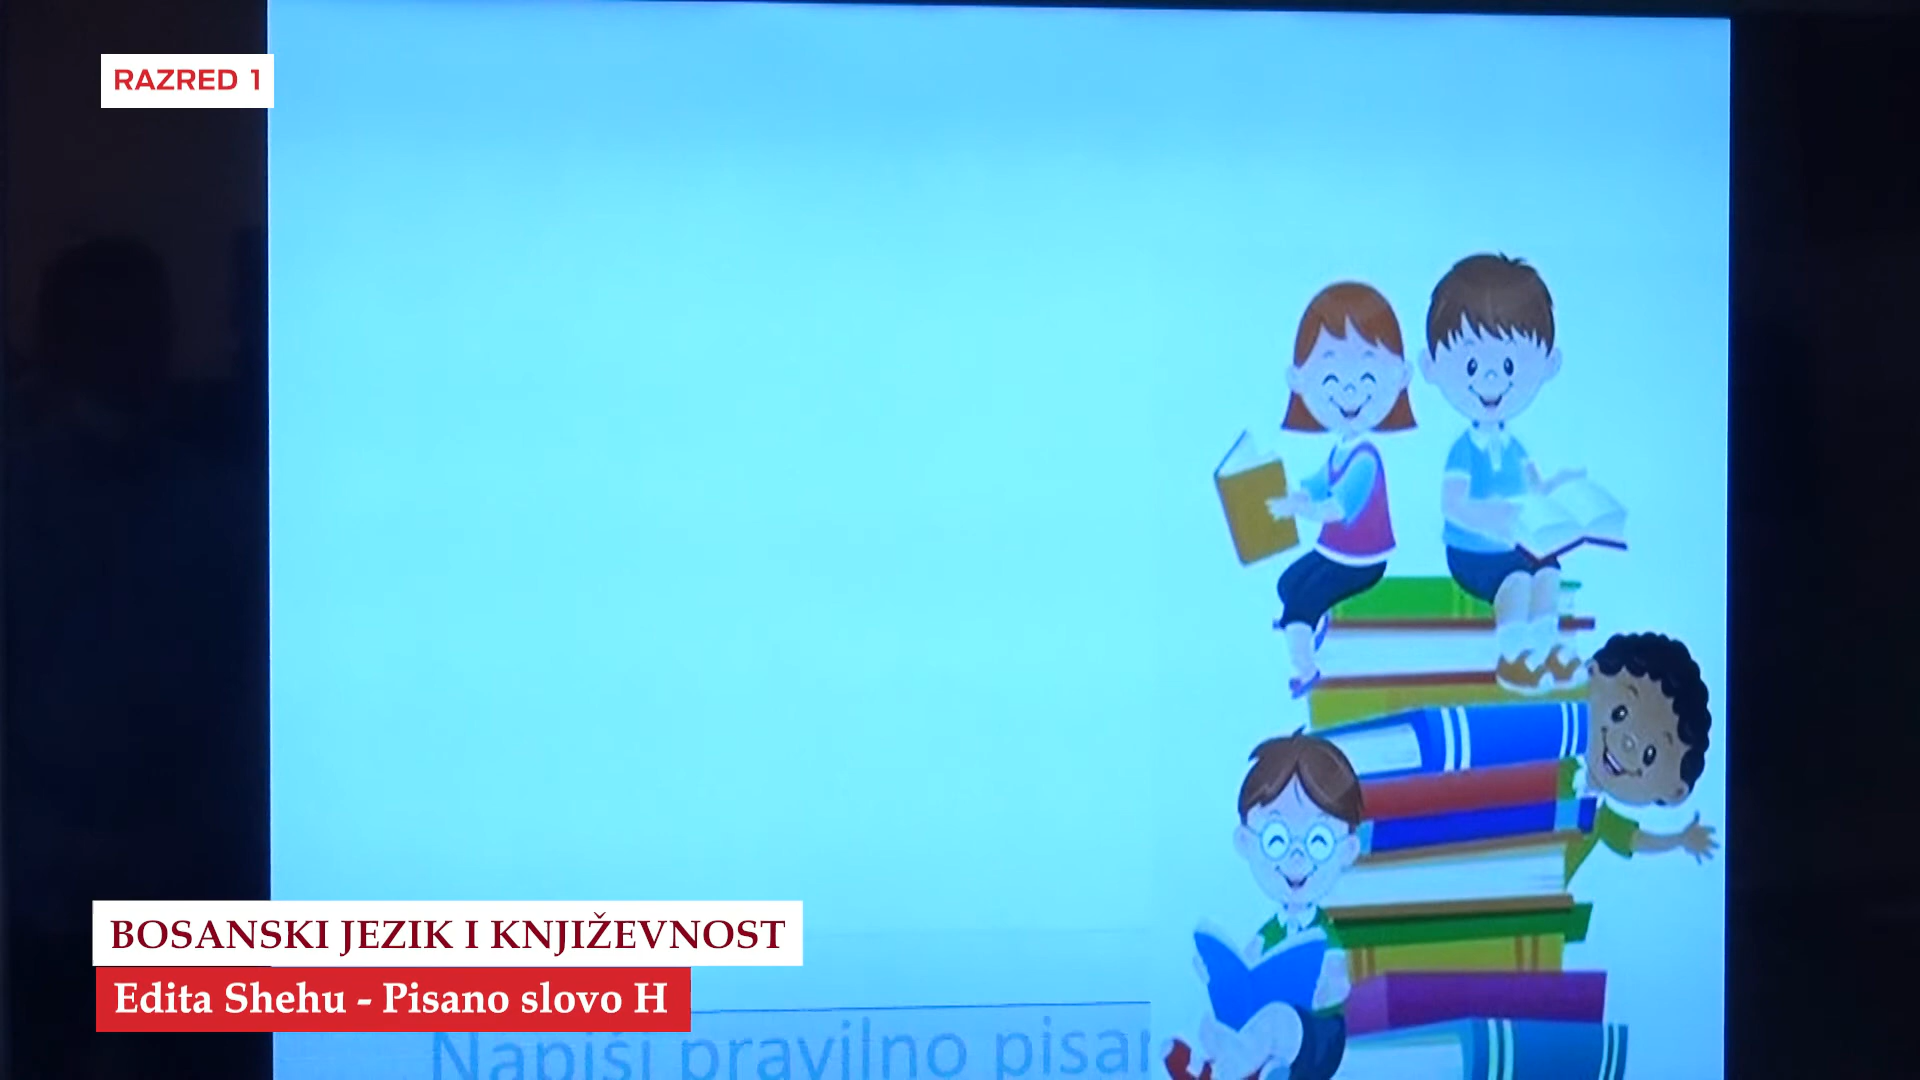 RAZRED 1
BOSANSKI JEZIK I KNJIŽEVNOST
Edita Shehu - Pisano slovo H
Napiši pravilno